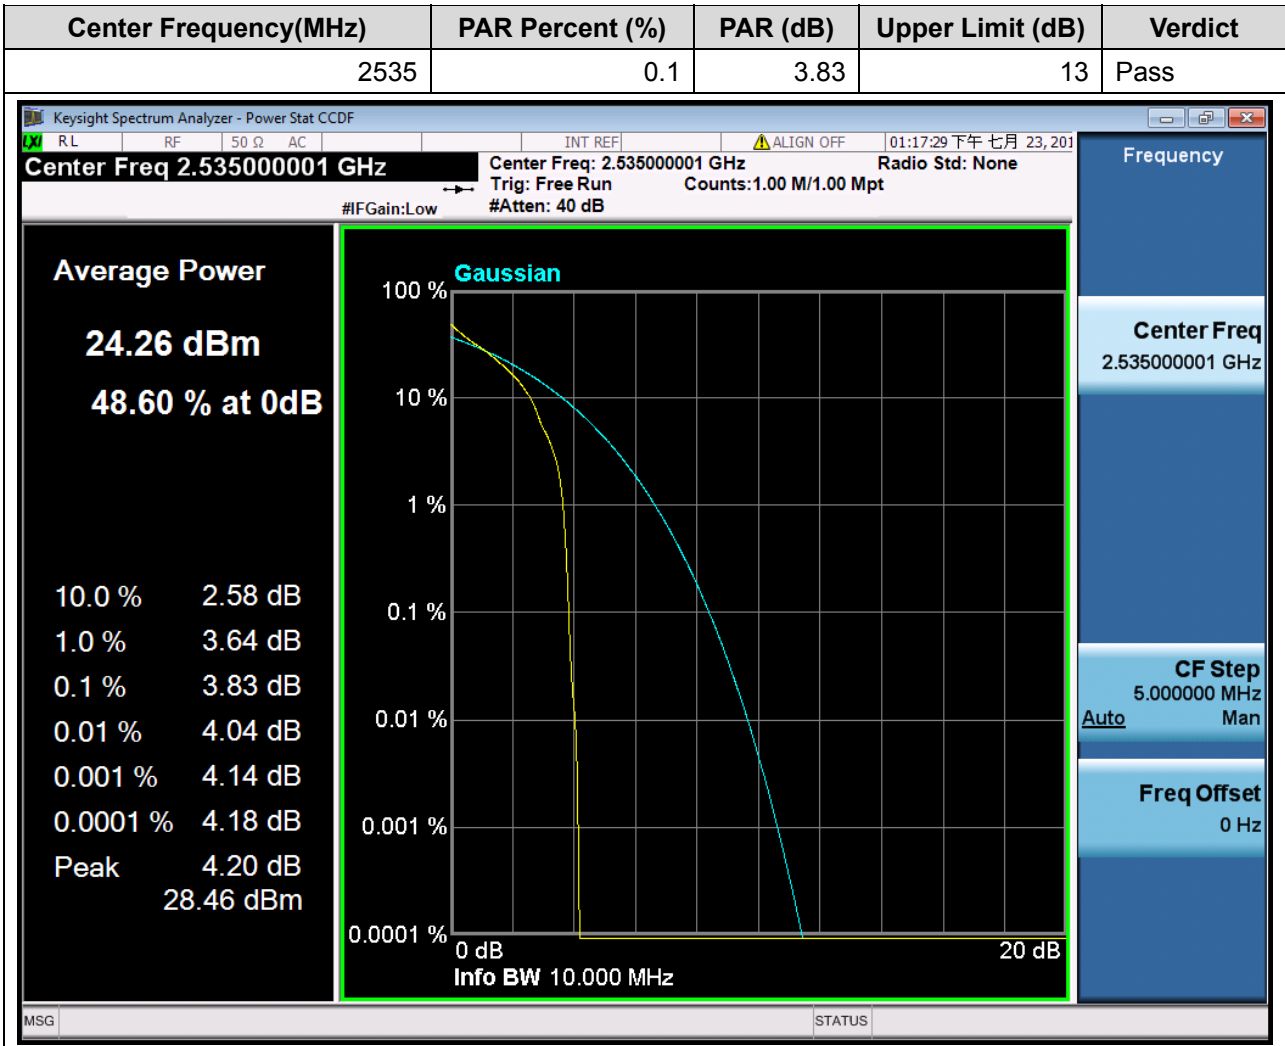 Center Frequency(MHz) PAR Percent (%) PAR (dB) Upper Limit (dB) Verdict
2535 0.1 3.83 13 Pass
Keysight Spectrum Analyzer - Power Stat CCDF
LXI RL RF 50 Ω AC INT REF ALIGN OFF 01:17:29 下午 七月 23, 201
Center Freq 2.535000001 GHz
Center Freq: 2.535000001 GHz Radio Std: None
Trig: Free Run Counts:1.00 M/1.00 Mpt
#IFGain:Low #Atten: 40 dB
Average Power
24.26 dBm
48.60 % at 0dB
10.0 % 2.58 dB
1.0 % 3.64 dB
0.1 % 3.83 dB
0.01 % 4.04 dB
0.001 % 4.14 dB
0.0001 % 4.18 dB
Peak 4.20 dB
28.46 dBm
Gaussian
100 %
10 %
1 %
0.1 %
0.01 %
0.001 %
0.0001 %
0 dB 20 dB
Info BW 10.000 MHz
Frequency
Center Freq
2.535000001 GHz
CF Step
5.000000 MHz
Auto Man
Freq Offset
0 Hz
MSG STATUS